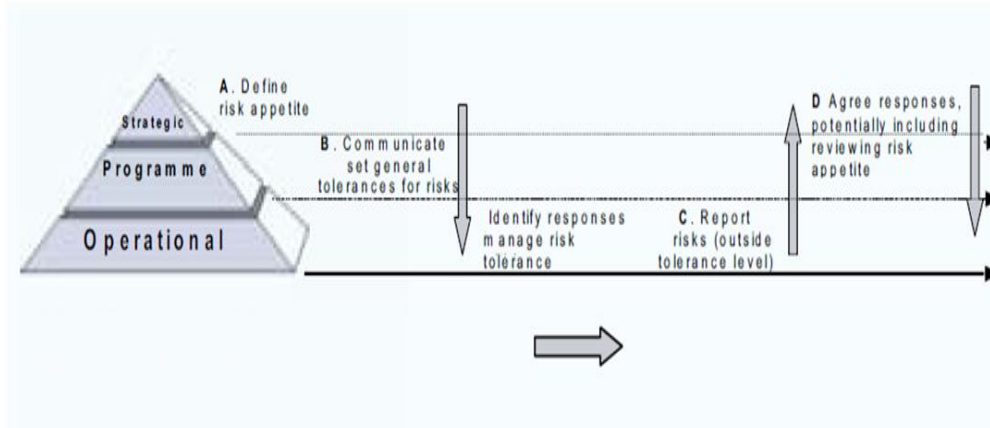 Strategic
Programme
Operational
A. Define
risk appetite
B. Communicate
set general
tolerances for risks
Identify responses
manage risk
tolerance
C. Report
risks (outside
tolerance level)
D Agree responses,
potentially including
reviewing risk
appetite